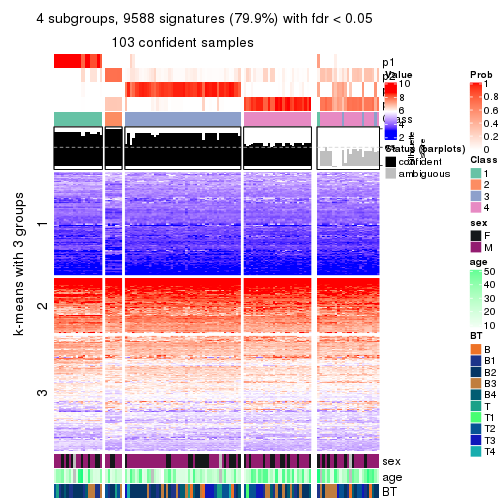 4 subgroups, 9588 signatures (79.9%) with fdr < 0.05
103 confident samples
p1
p2
Value
10
8
6
4
2
Prob
1
0.8
0.6
0.4
0.2
0
Status (barplots)
confident
ambiguous
Class
1
2
3
4
k-means with 3 groups
1
2
3
sex
F
M
age
50
40
30
20
10
BT
B
B1
B2
B3
B4
T
T1
T2
T3
T4
sex
age
BT